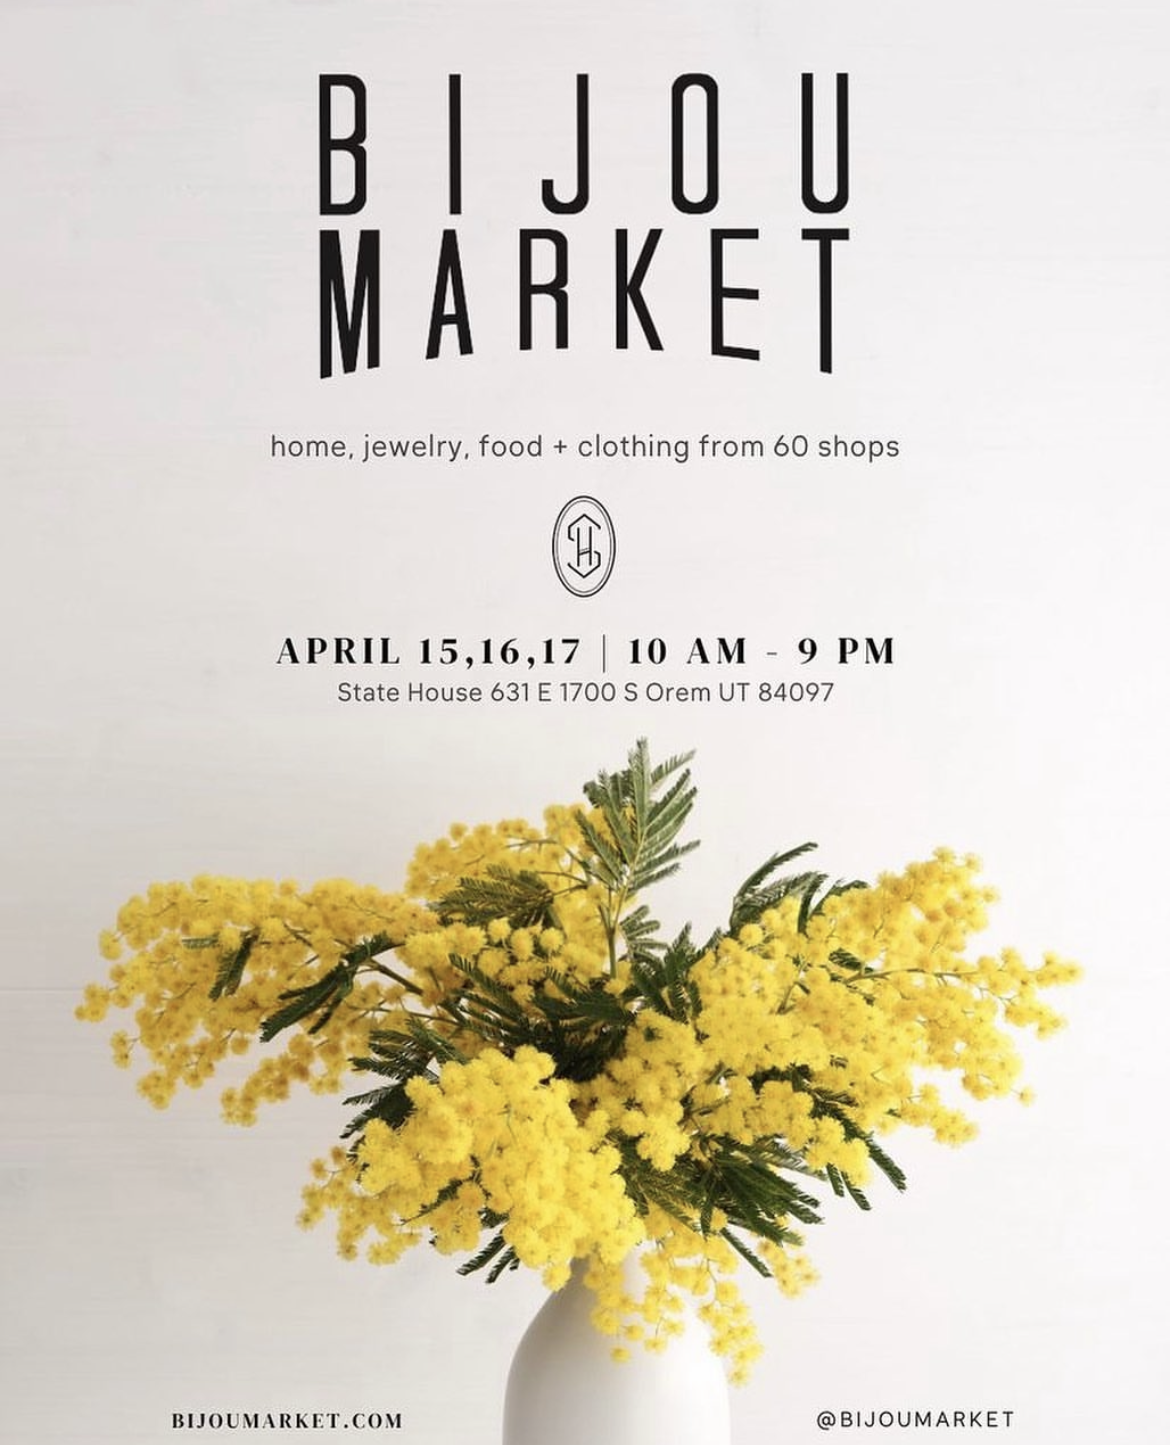 BIJOU
MARKET
home, jewelry, food + clothing from 60 shops
SH
APRIL 15,16,17 | 10 AM - 9 PM
State House 631 E 1700 S Orem UT 84097
BIJOUMARKET.COM
@BIJOUMARKET